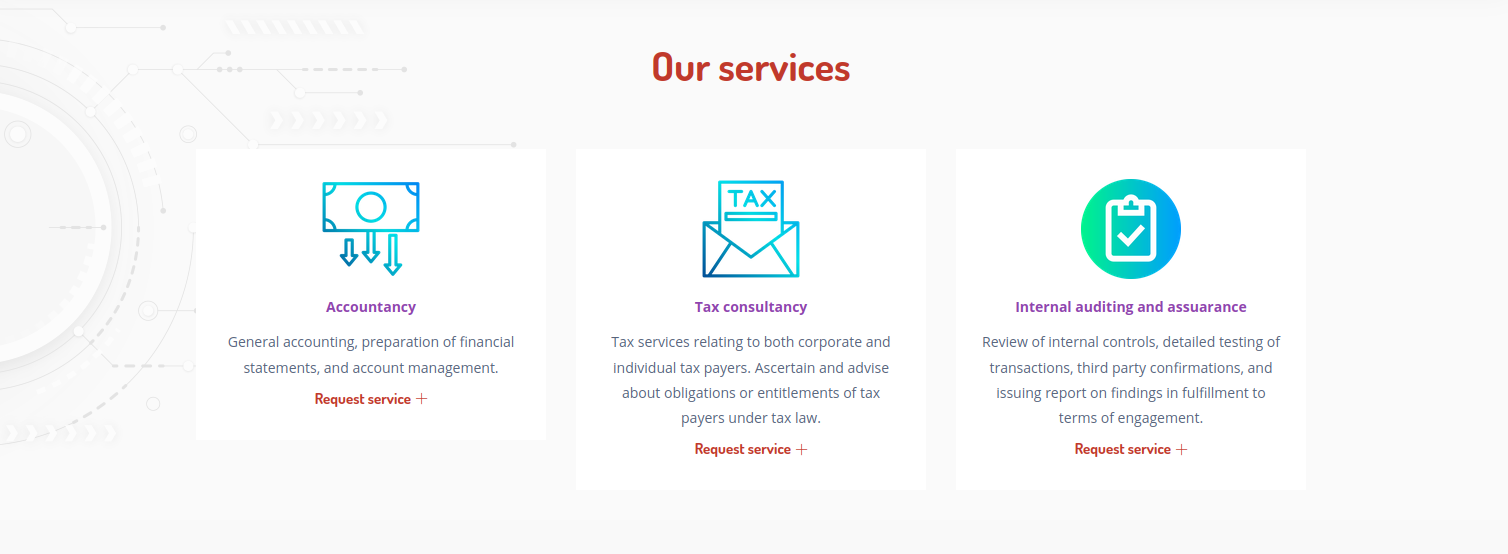 Our services
TAX
Accountancy
General accounting, preparation of financial
statements, and account management.
Request service
Tax consultancy
Tax services relating to both corporate and
individual tax payers. Ascertain and advise
about obligations or entitlements of tax
payers under tax law.
Request service
Internal auditing and assuarance
Review of internal controls, detailed testing of
transactions, third party confirmations, and
issuing report on findings in fulfillment to
terms of engagement.
Request service